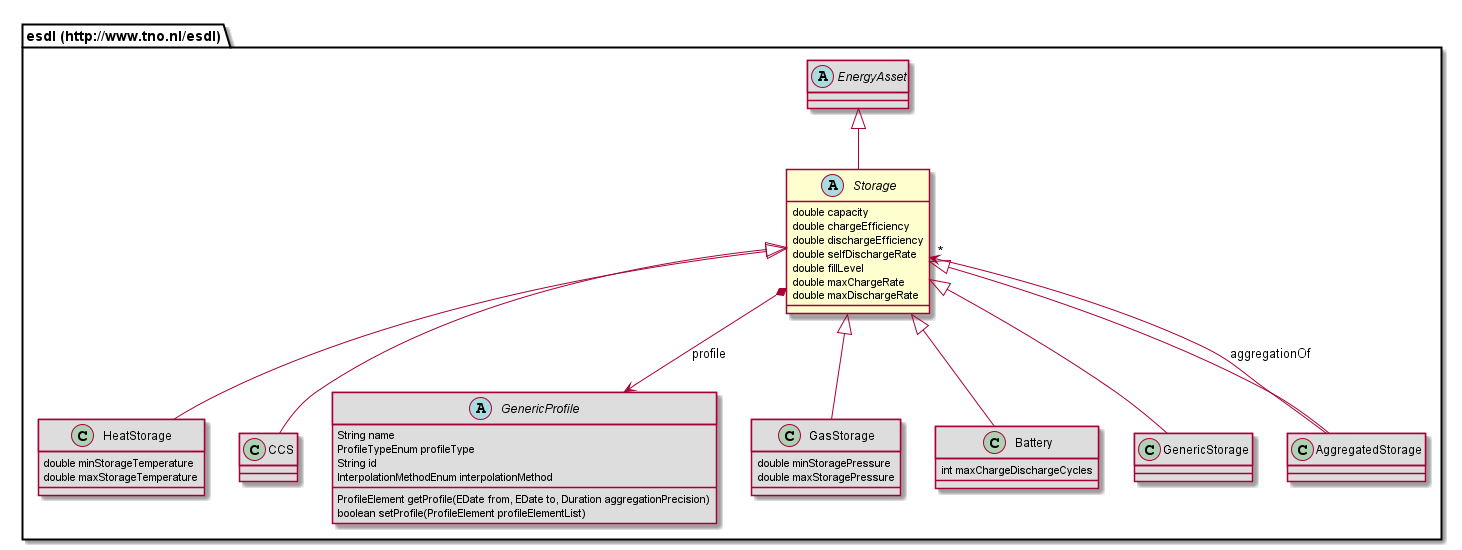 esdl (http://www.tno.nl/esdl)
A EnergyAsset
A Storage
double capacity
double chargeEfficiency
double dischargeEfficiency
double selfDischargeRate
double fillLevel
double maxChargeRate
double maxDischargeRate
*
profile
aggregationOf
C HeatStorage
double minStorageTemperature
double maxStorageTemperature
C CCS
A GenericProfile
String name
ProfileTypeEnum profileType
String id
InterpolationMethodEnum interpolationMethod
ProfileElement getProfile(EDate from, EDate to, Duration aggregationPrecision)
boolean setProfile(ProfileElement profileElementList)
C GasStorage
double minStoragePressure
double maxStoragePressure
C Battery
int maxChargeDischargeCycles
C GenericStorage
C AggregatedStorage